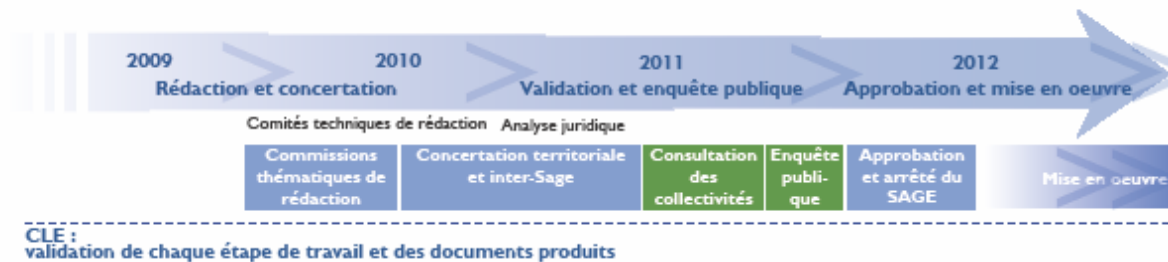 2009 2010 2011 2012
Rédaction et concertation Validation et enquête publique Approbation et mise en oeuvre
Comités techniques de rédaction Analyse juridique
Commissions
thématiques de
rédaction
Concertation territoriale
et inter-Sage
Consultation
des
collectivités
Enquête
publi-
que
Approbation
et arrêté du
SAGE
Mise en oeuvre
CLE :
validation de chaque étape de travail et des documents produits